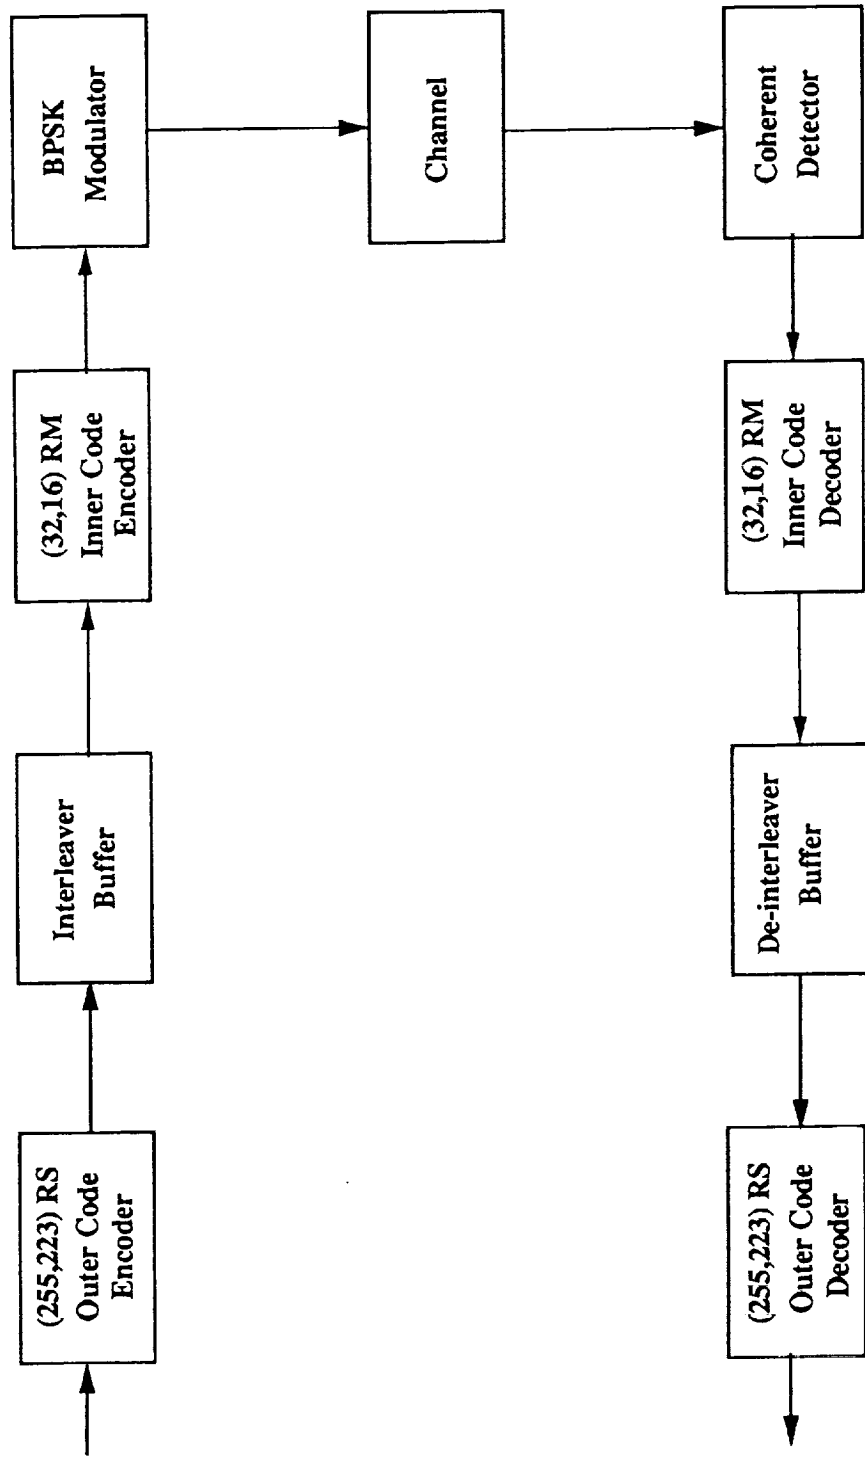 (255,223) RS
Outer Code
Encoder
Interleaver
Buffer
(32,16) RM
Inner Code
Encoder
BPSK
Modulator
Channel
Coherent
Detector
(32,16) RM
Inner Code
Decoder
De-interleaver
Buffer
(255,223) RS
Outer Code
Decoder